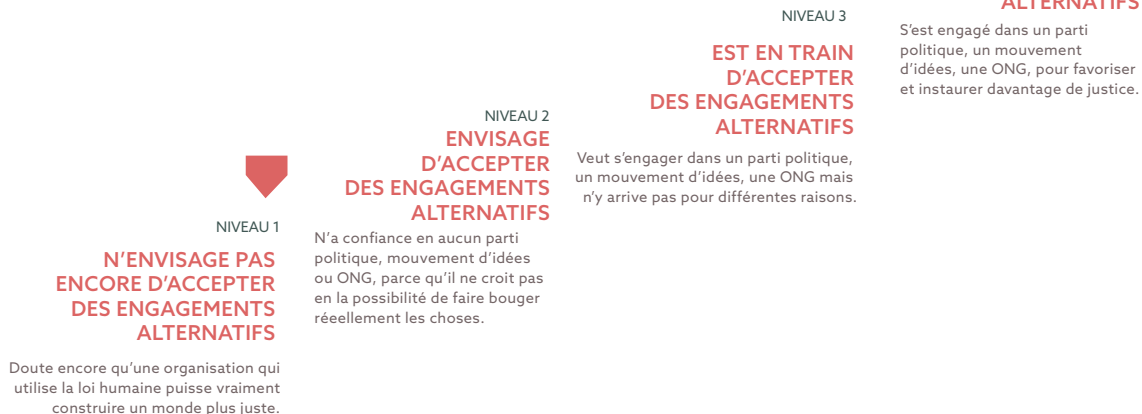 NIVEAU 1
N'ENVISAGE PAS
ENCORE D'ACCEPTER
DES ENGAGEMENTS
ALTERNATIFS
Doute encore qu'une organisation qui
utilise la loi humaine puisse vraiment
construire un monde plus juste.
NIVEAU 2
ENVISAGE
D'ACCEPTER
DES ENGAGEMENTS
ALTERNATIFS
N'a confiance en aucun parti
politique, mouvement d'idées
ou ONG, parce qu'il ne croit pas
en la possibilité de faire bouger
réeellement les choses.
NIVEAU 3
EST EN TRAIN
D'ACCEPTER
DES ENGAGEMENTS
ALTERNATIFS
Veut s'engager dans un parti politique,
un mouvement d'idées, une ONG mais
n'y arrive pas pour différentes raisons.
ALTERNATIFS
S'est engagé dans un parti
politique, un mouvement
d'idées, une ONG, pour favoriser
et instaurer davantage de justice.